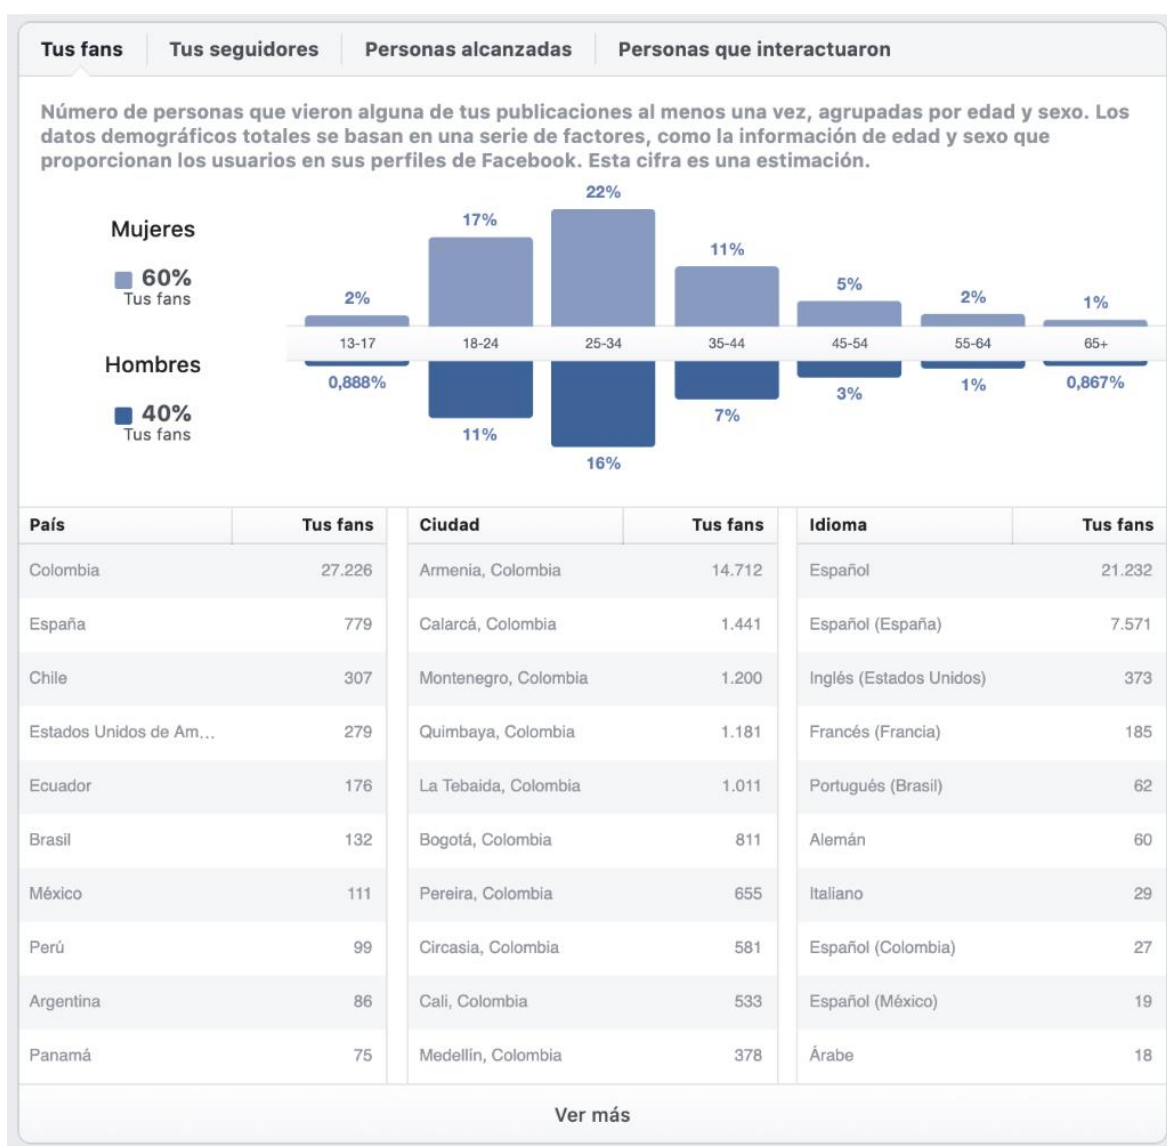 Tus fans Tus seguidores Personas alcanzadas Personas que interactuaron
Número de personas que vieron alguna de tus publicaciones al menos una vez, agrupadas por edad y sexo. Los
datos demográficos totales se basan en una serie de factores, como la información de edad y sexo que
proporcionan los usuarios en sus perfiles de Facebook. Esta cifra es una estimación.
Mujeres
60%
Tus fans
2% 17% 22% 11% 5% 2% 1%
13-17 18-24 25-34 35-44 45-54 55-64 65+
Hombres
40%
Tus fans
0,888% 11% 16% 7% 3% 1% 0,867%
País Tus fans Ciudad Tus fans Idioma Tus fans
Colombia 27.226 Armenia, Colombia 14.712 Español 21.232
España 779 Calarcá, Colombia 1.441 Español (España) 7.571
Chile 307 Montenegro, Colombia 1.200 Inglés (Estados Unidos) 373
Estados Unidos de Am... 279 Quimbaya, Colombia 1.181 Francés (Francia) 185
Ecuador 176 La Tebaida, Colombia 1.011 Portugués (Brasil) 62
Brasil 132 Bogotá, Colombia 811 Alemán 60
México 111 Pereira, Colombia 655 Italiano 29
Perú 99 Circasia, Colombia 581 Español (Colombia) 27
Argentina 86 Cali, Colombia 533 Español (México) 19
Panamá 75 Medellín, Colombia 378 Árabe 18
Ver más